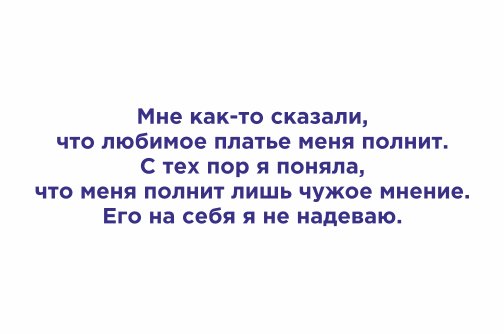 Мне как-то сказали,
что любимое платье меня полнит.
С тех пор я поняла,
что меня полнит лишь чужое мнение.
Его на себя я не надеваю.